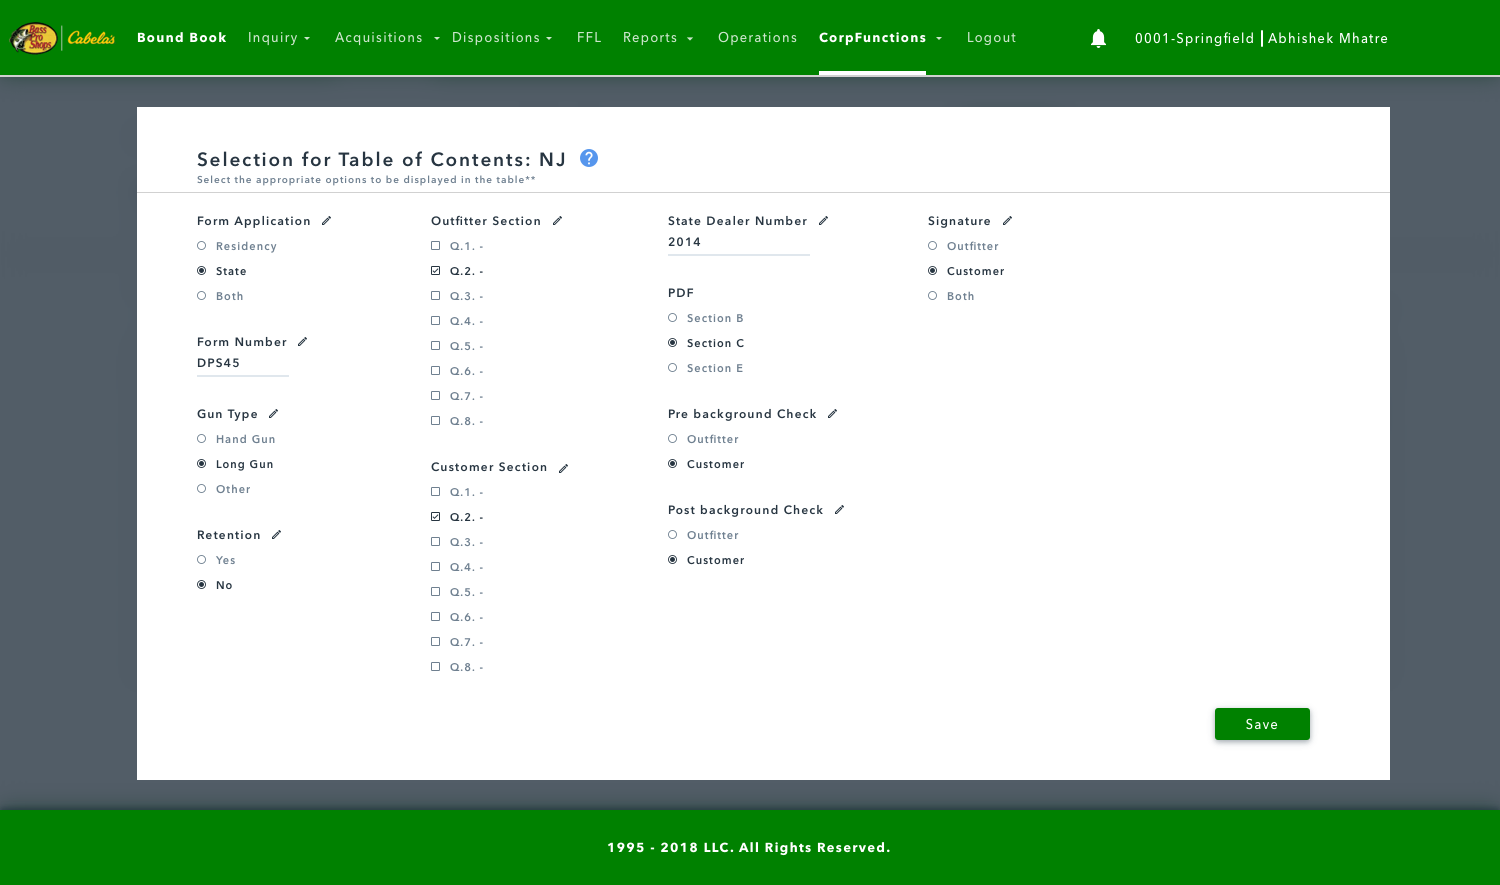 Bass Pro Shops Cabela's Bound Book Inquiry Acquisitions Dispositions FFL Reports Operations CorpFunctions Logout 0001-Springfield Abhishek Mhatre
Selection for Table of Contents: NJ ?
Select the appropriate options to be displayed in the table**
Form Application
Residency
State
Both
Form Number
DPS45
Gun Type
Hand Gun
Long Gun
Other
Retention
Yes
No
Outfitter Section
Q.1. -
Q.2. -
Q.3. -
Q.4. -
Q.5. -
Q.6. -
Q.7. -
Q.8. -
Customer Section
Q.1. -
Q.2. -
Q.3. -
Q.4. -
Q.5. -
Q.6. -
Q.7. -
Q.8. -
State Dealer Number
2014
PDF
Section B
Section C
Section E
Pre background Check
Outfitter
Customer
Post background Check
Outfitter
Customer
Signature
Outfitter
Customer
Both
Save
1995 - 2018 LLC. All Rights Reserved.